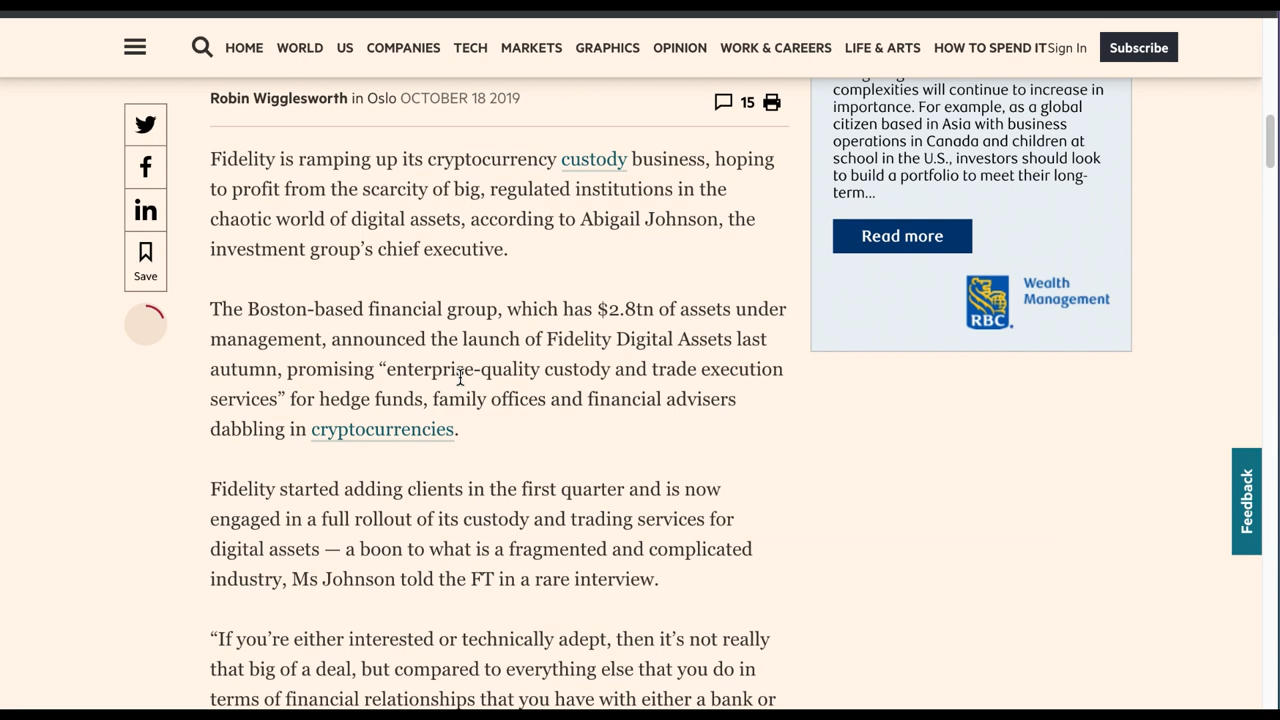 HOME WORLD US COMPANIES TECH MARKETS GRAPHICS OPINION WORK & CAREERS LIFE & ARTS HOW TO SPEND IT Sign In Subscribe
Robin Wigglesworth in Oslo OCTOBER 18 2019
15
Save
Fidelity is ramping up its cryptocurrency custody business, hoping
to profit from the scarcity of big, regulated institutions in the
chaotic world of digital assets, according to Abigail Johnson, the
investment group’s chief executive.
The Boston-based financial group, which has $2.8tn of assets under
management, announced the launch of Fidelity Digital Assets last
autumn, promising “enterprise-quality custody and trade execution
services” for hedge funds, family offices and financial advisers
dabbling in cryptocurrencies.
Fidelity started adding clients in the first quarter and is now
engaged in a full rollout of its custody and trading services for
digital assets — a boon to what is a fragmented and complicated
industry, Ms Johnson told the FT in a rare interview.
“If you’re either interested or technically adept, then it’s not really
that big of a deal, but compared to everything else that you do in
terms of financial relationships that you have with either a bank or
complexities will continue to increase in
importance. For example, as a global
citizen based in Asia with business
operations in Canada and children at
school in the U.S., investors should look
to build a portfolio to meet their long-
term...
Read more
Wealth
Management
RBC
Feedback